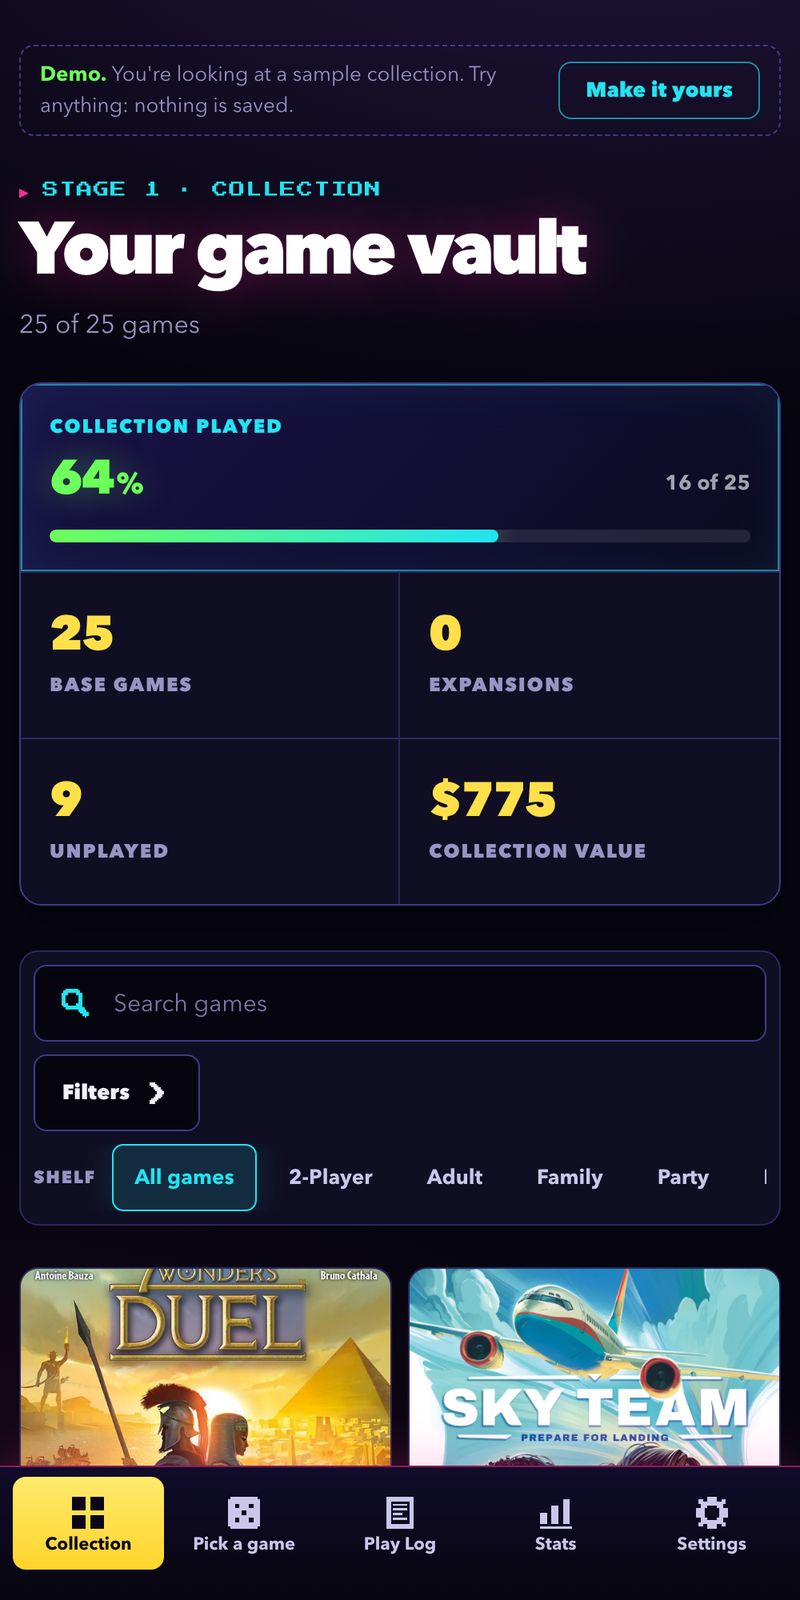 Demo. You're looking at a sample collection. Try
anything: nothing is saved.
Make it yours
STAGE 1 · COLLECTION
Your game vault
25 of 25 games
COLLECTION PLAYED
64%
16 of 25
25
BASE GAMES
0
EXPANSIONS
9
UNPLAYED
$775
COLLECTION VALUE
Search games
Filters
SHELF
All games
2-Player
Adult
Family
Party
Antoine Bauza
Bruno Cathala
WONDERS
DUEL
SKY TEAM
PREPARE FOR LANDING
Collection
Pick a game
Play Log
Stats
Settings